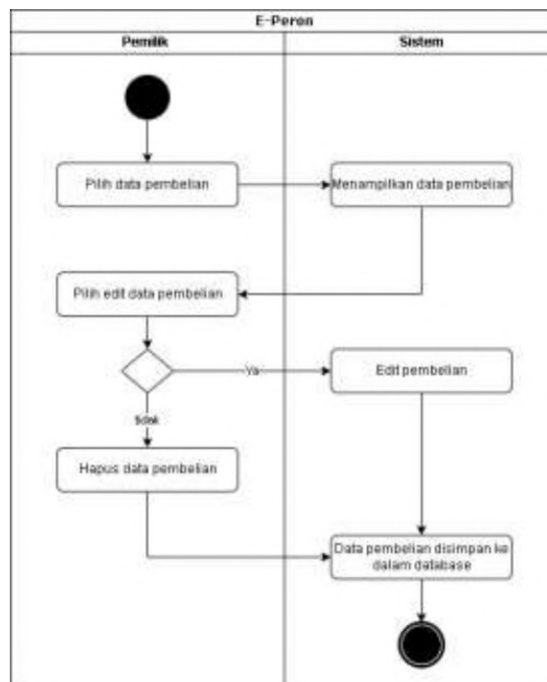 E-Peron
Pemilik
Sistem
Pilih data pembelian
Menampilkan data pembelian
Pilih edit data pembelian
Ya
Edit pembelian
tidak
Hapus data pembelian
Data pembelian disimpan ke
dalam database